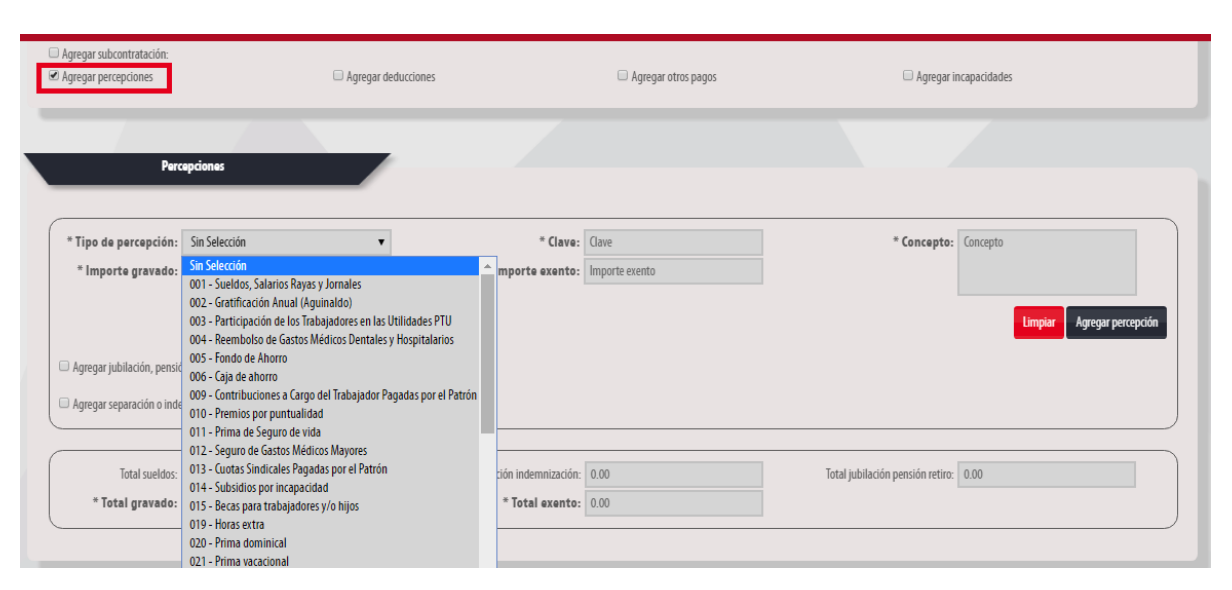 Agregar subcontratación:
Agregar percepciones Agregar deducciones Agregar otros pagos Agregar incapacidades
Percepciones
* Tipo de percepción: Sin Selección * Clave: Clave * Concepto: Concepto
* Importe gravado: mporte exento: Importe exento
Sin Selección
001 - Sueldos, Salarios Rayas y Jornales
002 - Gratificación Anual (Aguinaldo)
003 - Participación de los Trabajadores en las Utilidades PTU
004 - Reembolso de Gastos Médicos Dentales y Hospitalarios
005 - Fondo de Ahorro
006 - Caja de ahorro
009 - Contribuciones a Cargo del Trabajador Pagadas por el Patrón
010 - Premios por puntualidad
011 - Prima de Seguro de vida
012 - Seguro de Gastos Médicos Mayores
013 - Cuotas Sindicales Pagadas por el Patrón
014 - Subsidios por incapacidad
015 - Becas para trabajadores y/o hijos
019 - Horas extra
020 - Prima dominical
021 - Prima vacacional
Limpiar Agregar percepción
Agregar jubilación, pensió
Agregar separación o inde
Total sueldos: ción indemnización: 0.00 Total jubilación pensión retiro: 0.00
* Total gravado: * Total exento: 0.00